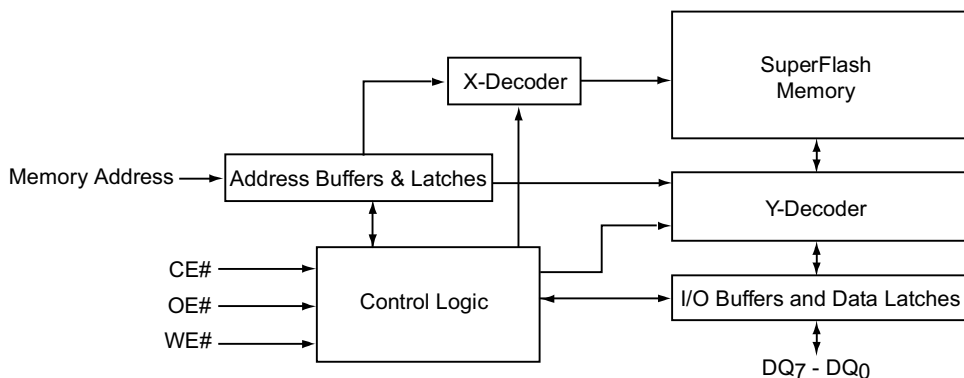 SuperFlash
Memory
X-Decoder
Memory Address
Address Buffers & Latches
Y-Decoder
CE#
OE#
WE#
Control Logic
I/O Buffers and Data Latches
DQ7 - DQ0